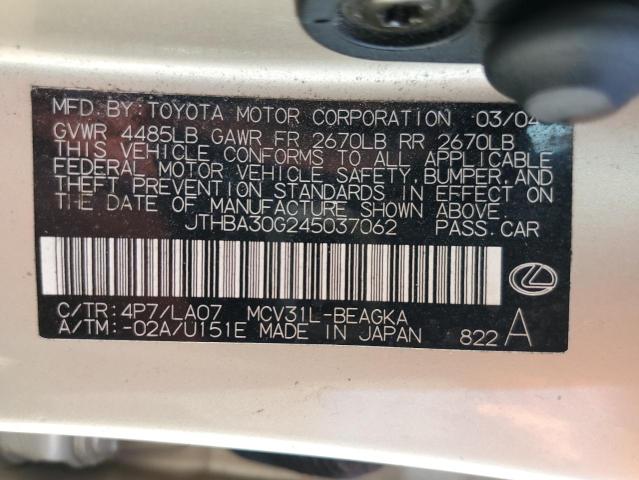 MFD. BY: TOYOTA MOTOR CORPORATION 03/04
GVWR 4485LB GAWR FR 2670LB RR 2670LB
THIS VEHICLE CONFORMS TO ALL APPLICABLE
FEDERAL MOTOR VEHICLE SAFETY, BUMPER, AND
THEFT PREVENTION STANDARDS IN EFFECT ON
THE DATE OF MANUFACTURE SHOWN ABOVE.
JTHBA30G245037062 PASS. CAR
C/TR: 4P7/LA07 MCV31L-BEAGKA
A/TM: -02A/U151E MADE IN JAPAN 822 A